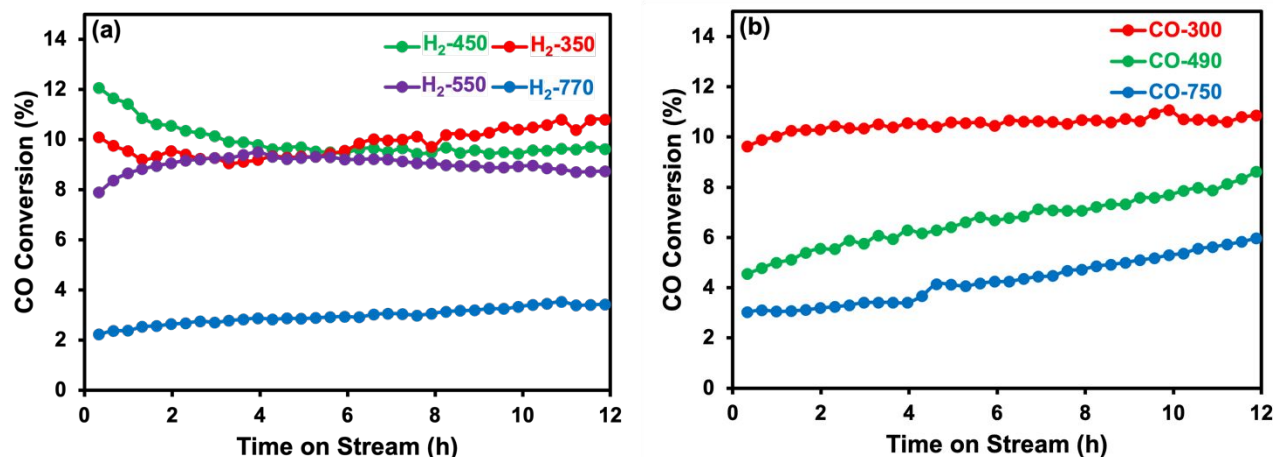 (a)
H₂-450 H₂-350
H₂-550 H₂-770
CO Conversion (%)
14
12
10
8
6
4
2
0
0 2 4 6 8 10 12
Time on Stream (h)
(b)
CO-300
CO-490
CO-750
CO Conversion (%)
14
12
10
8
6
4
2
0
0 2 4 6 8 10 12
Time on Stream (h)